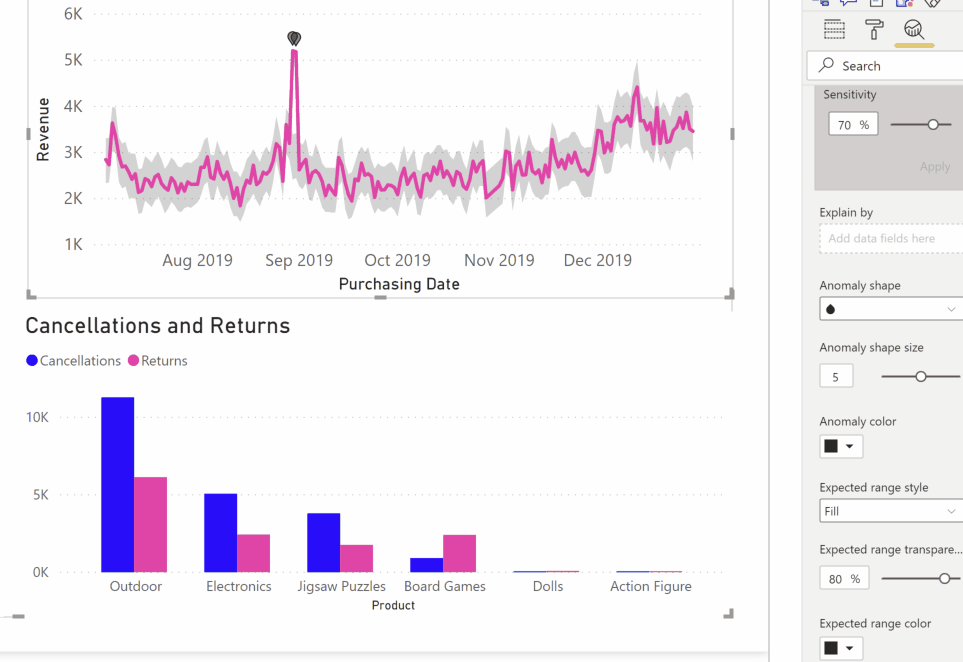 6K
5K
4K
3K
2K
1K
Revenue
Aug 2019 Sep 2019 Oct 2019 Nov 2019 Dec 2019
Purchasing Date
Cancellations and Returns
Cancellations Returns
10K
5K
0K
Outdoor Electronics Jigsaw Puzzles Board Games Dolls Action Figure
Product
Search
Sensitivity
70 %
Apply
Explain by
Add data fields here
Anomaly shape
Anomaly shape size
5
Anomaly color
Expected range style
Fill
Expected range transpare...
80 %
Expected range color